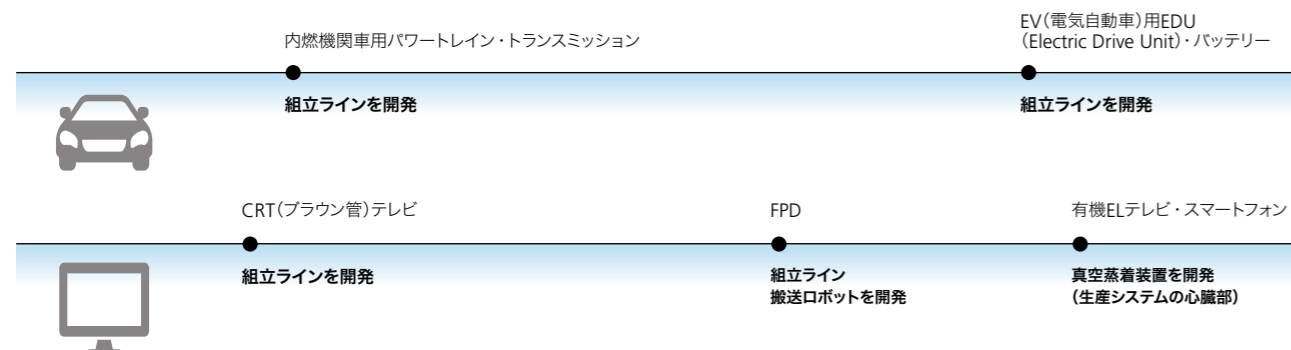 内燃機関車用パワートレイン・トランスミッション
EV(電気自動車)用EDU
(Electric Drive Unit)・バッテリー
組立ラインを開発
組立ラインを開発
CRT(ブラウン管)テレビ
FPD
有機ELテレビ・スマートフォン
組立ラインを開発
組立ライン
搬送ロボットを開発
真空蒸着装置を開発
(生産システムの心臓部)